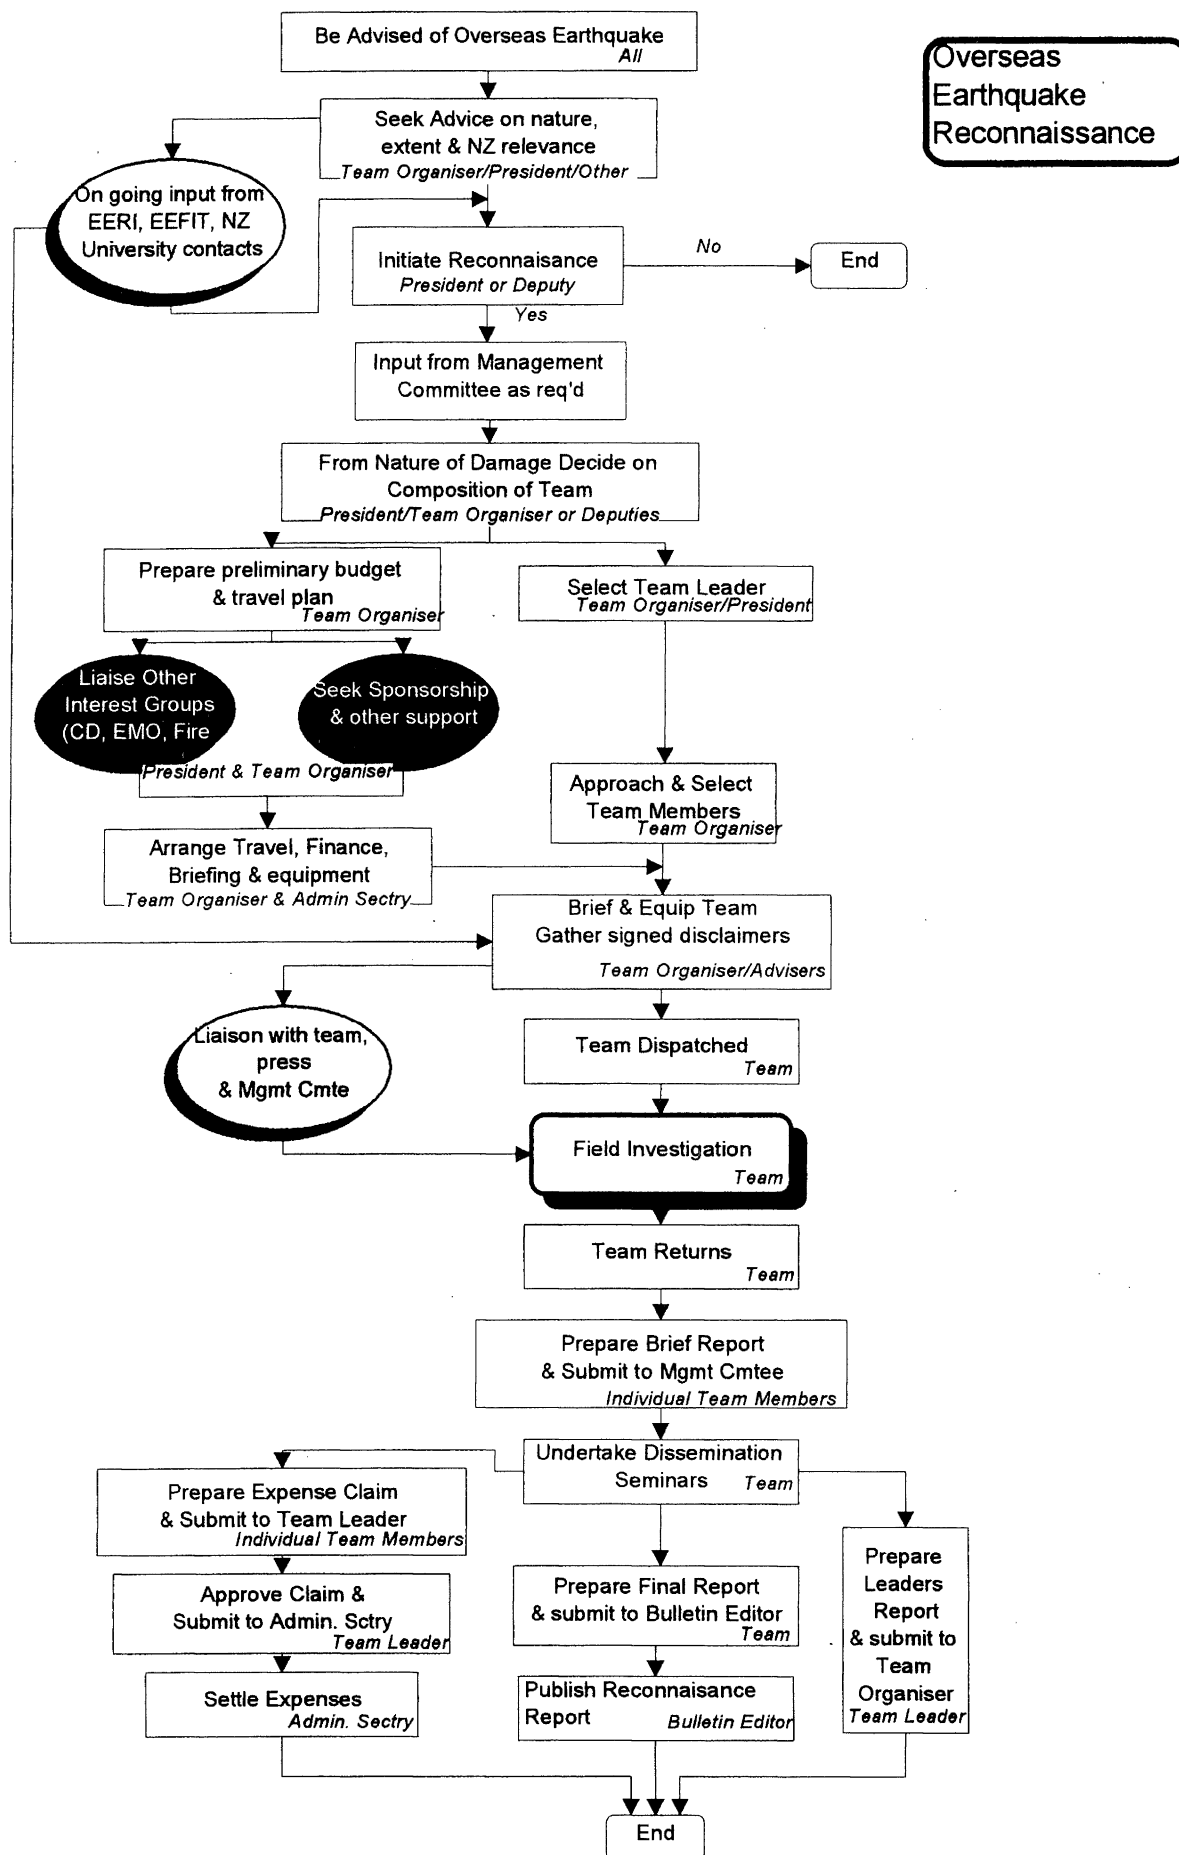 Be Advised of Overseas Earthquake
All
Overseas
Earthquake
Reconnaissance
Seek Advice on nature,
extent & NZ relevance
Team Organiser/President/Other
On going input from
EERI, EEFIT, NZ
University contacts
Initiate Reconnaisance
President or Deputy
No
End
Yes
Input from Management
Committee as req'd
From Nature of Damage Decide on
Composition of Team
President/Team Organiser or Deputies
Prepare preliminary budget
& travel plan
Team Organiser
Select Team Leader
Team Organiser/President
Liaise Other
Interest Groups
(CD, EMO, Fire
Seek Sponsorship
& other support
President & Team Organiser
Approach & Select
Team Members
Team Organiser
Arrange Travel, Finance,
Briefing & equipment
Team Organiser & Admin Sectry
Brief & Equip Team
Gather signed disclaimers
Team Organiser/Advisers
Liaison with team,
press
& Mgmt Cmte
Team Dispatched
Team
Field Investigation
Team
Team Returns
Team
Prepare Brief Report
& Submit to Mgmt Cmtee
Individual Team Members
Undertake Dissemination
Seminars
Team
Prepare Expense Claim
& Submit to Team Leader
Individual Team Members
Approve Claim &
Submit to Admin. Sctry
Team Leader
Settle Expenses
Admin. Sectry
Prepare Final Report
& submit to Bulletin Editor
Team
Publish Reconnaisance
Report
Bulletin Editor
Prepare
Leaders
Report
& submit to
Team
Organiser
Team Leader
End